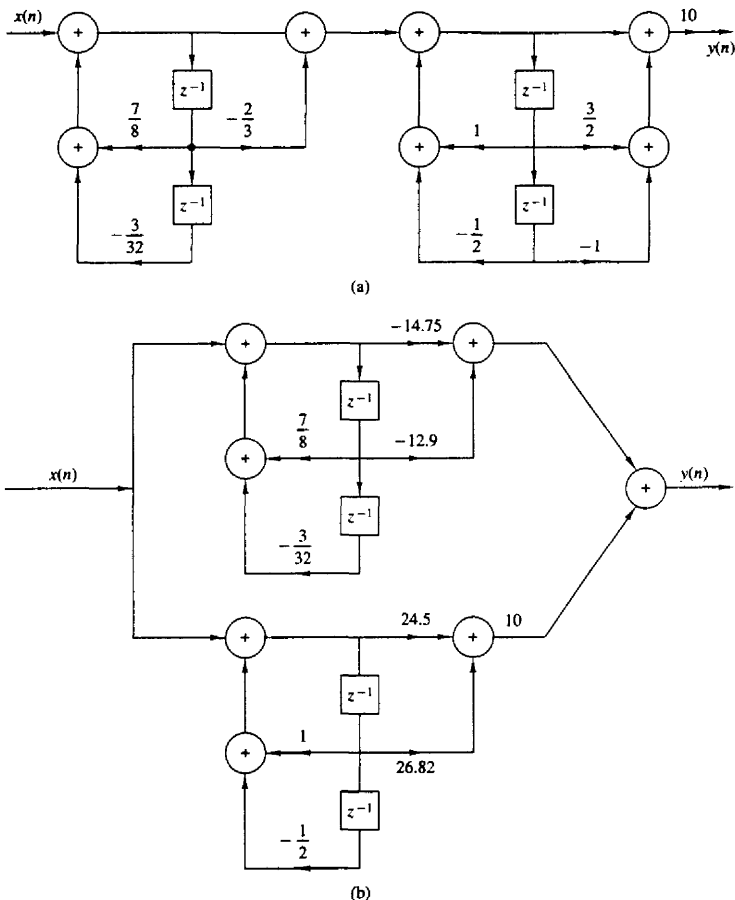 x(n) + + + + 10
y(n)
z⁻¹ z⁻¹
7/8 -2/3 1 3/2
+ + +
z⁻¹ z⁻¹
-3/32 -1/2 -1
(a)
-14.75
+ +
z⁻¹
7/8 -12.9
+
x(n) + y(n)
z⁻¹
-3/32
24.5 10
+ +
z⁻¹
1
+
26.82
z⁻¹
-1/2
(b)